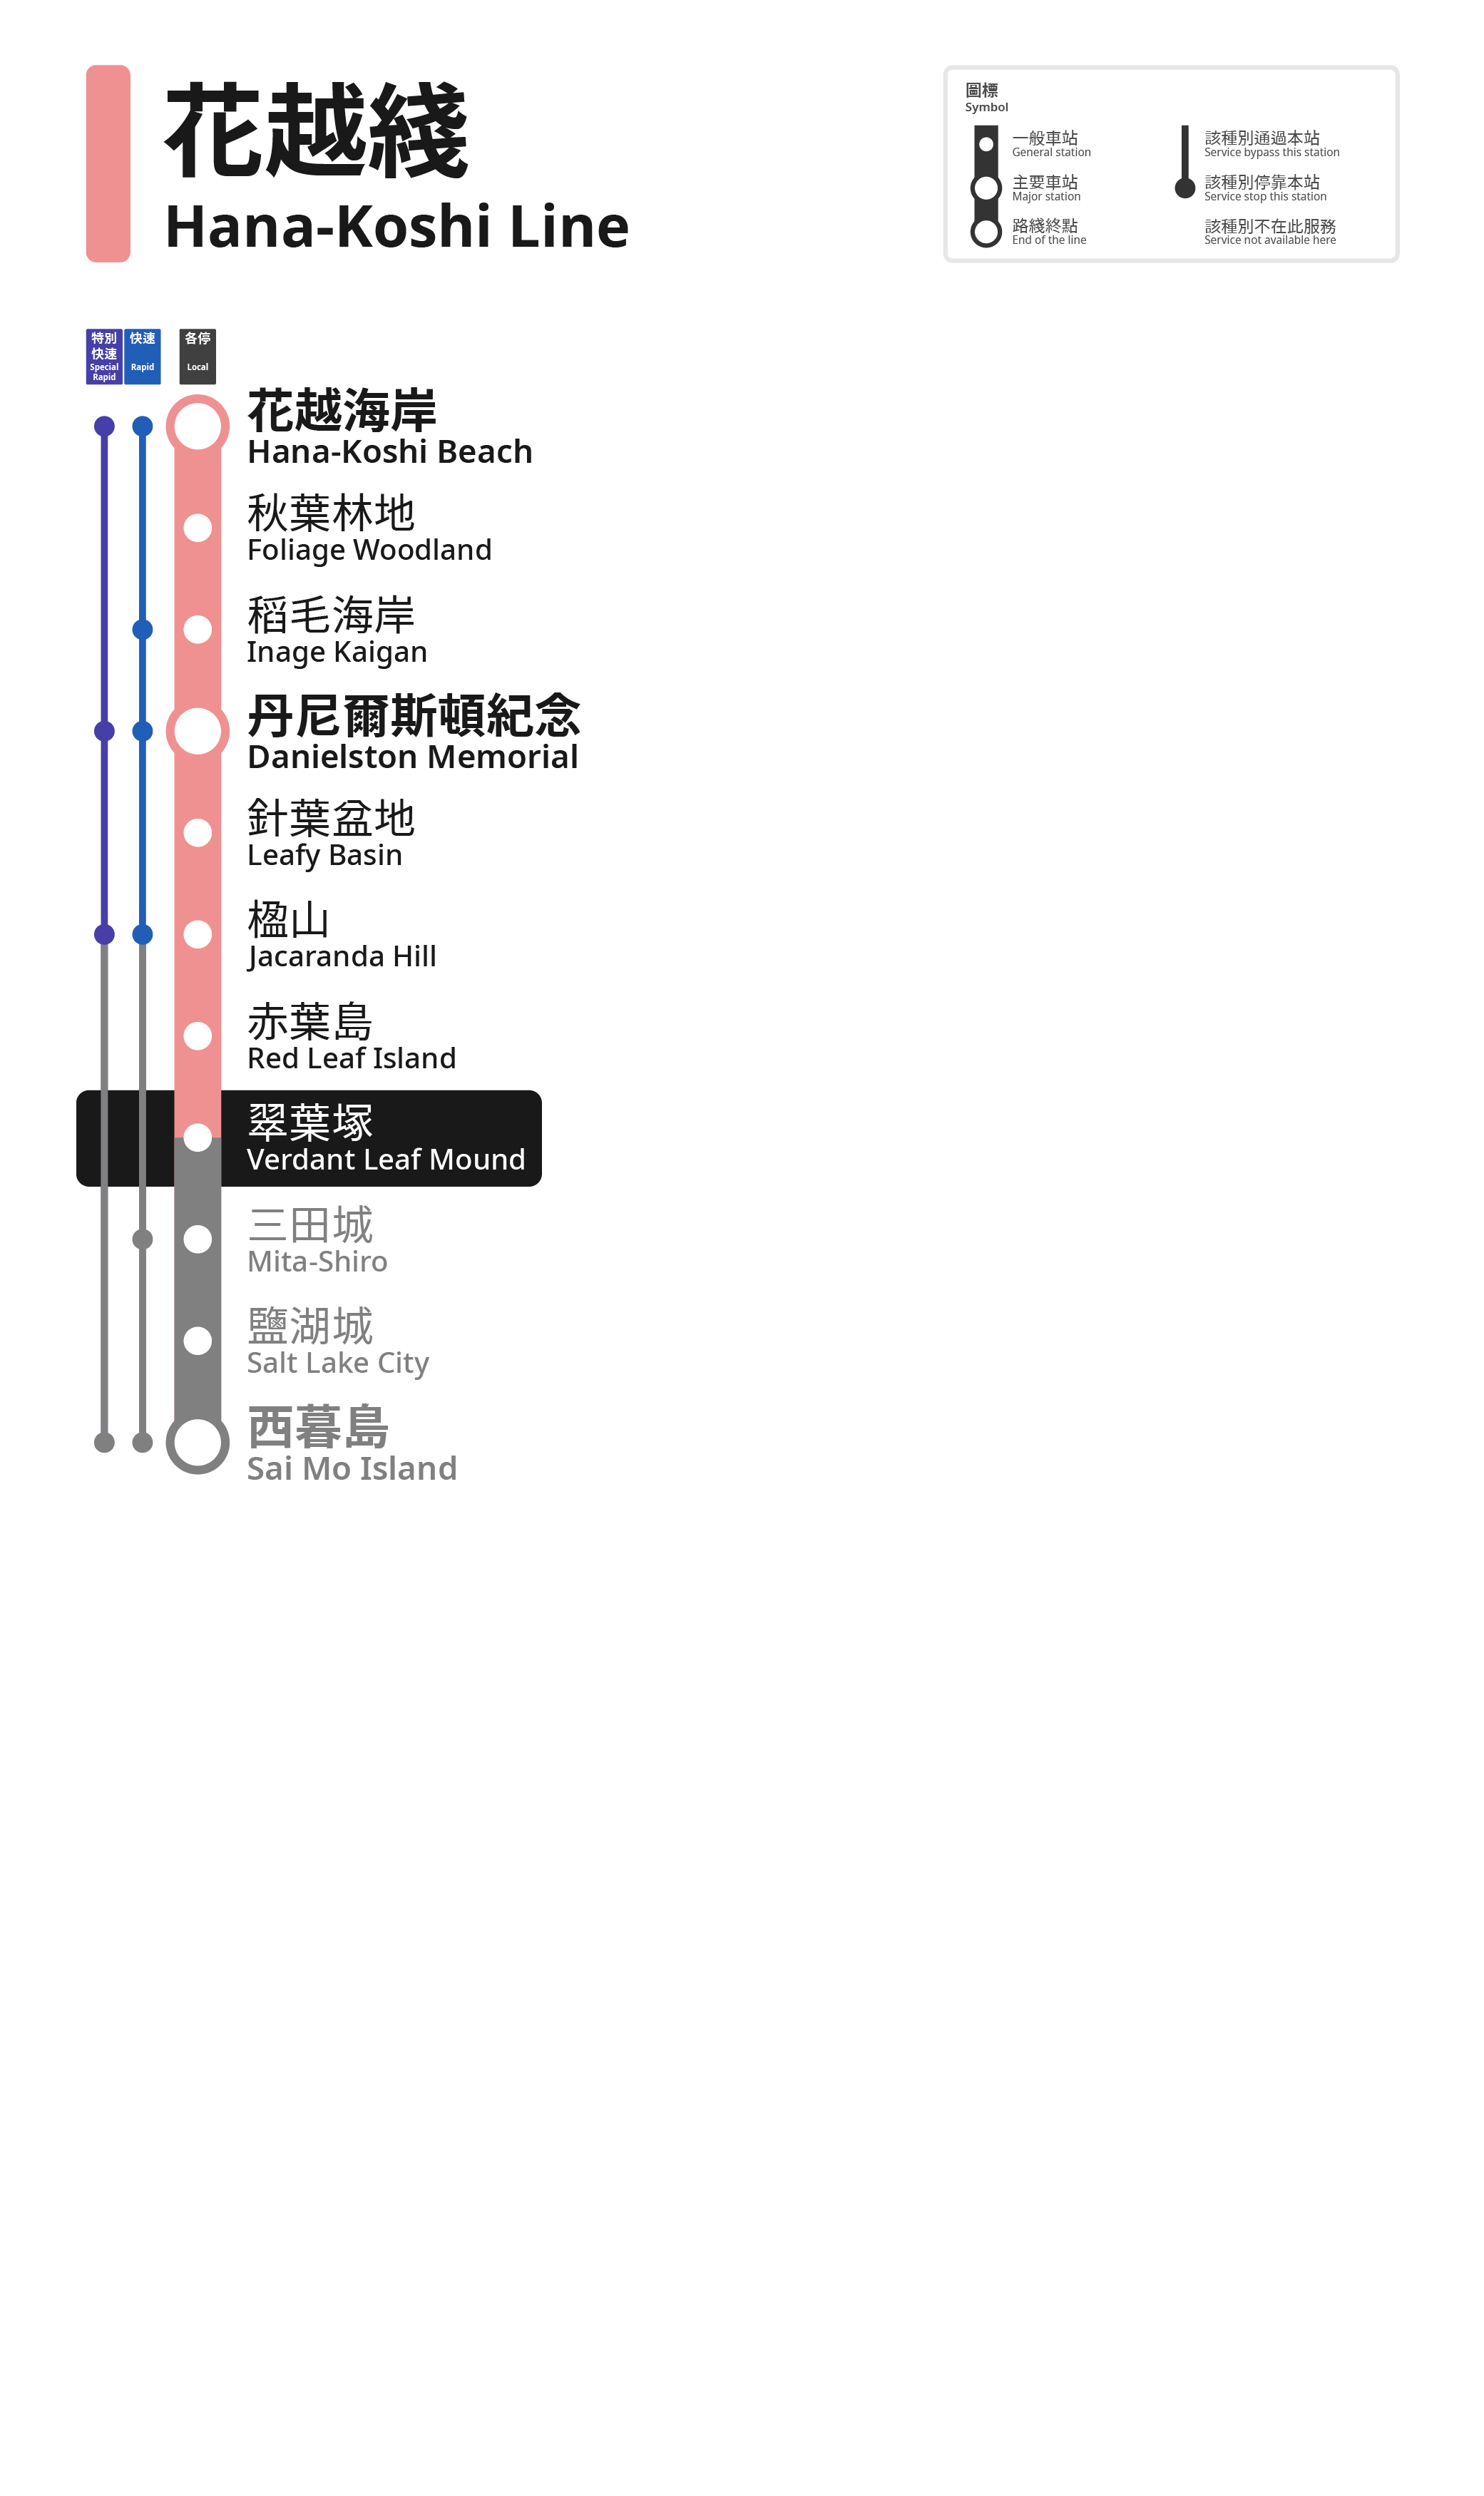 花越綫
Hana-Koshi Line
圖標
Symbol
一般車站
General station
主要車站
Major station
路綫終點
End of the line
該種別通過本站
Service bypass this station
該種別停靠本站
Service stop this station
該種別不在此服務
Service not available here
特別
快速
Special
Rapid
快速
Rapid
各停
Local
花越海岸
Hana-Koshi Beach
秋葉林地
Foliage Woodland
稻毛海岸
Inage Kaigan
丹尼爾斯頓紀念
Danielston Memorial
針葉盆地
Leafy Basin
楹山
Jacaranda Hill
赤葉島
Red Leaf Island
翠葉塚
Verdant Leaf Mound
三田城
Mita-Shiro
鹽湖城
Salt Lake City
西暮島
Sai Mo Island